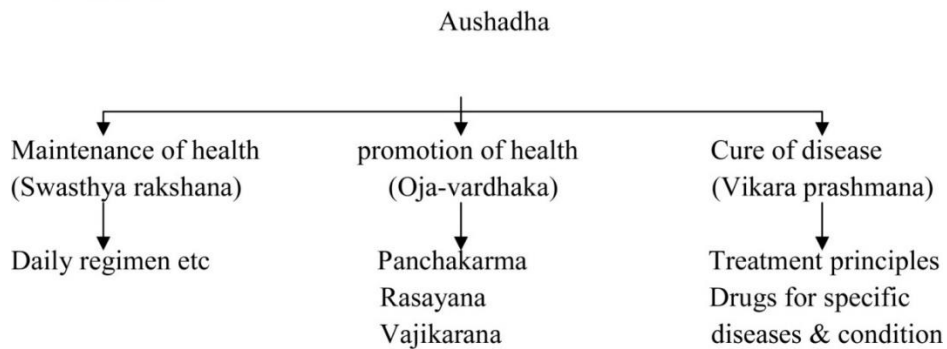 Aushadha
Maintenance of health
(Swasthya rakshana)
Daily regimen etc
promotion of health
(Oja-vardhaka)
Panchakarma
Rasayana
Vajikarana
Cure of disease
(Vikara prashmana)
Treatment principles
Drugs for specific
diseases & condition